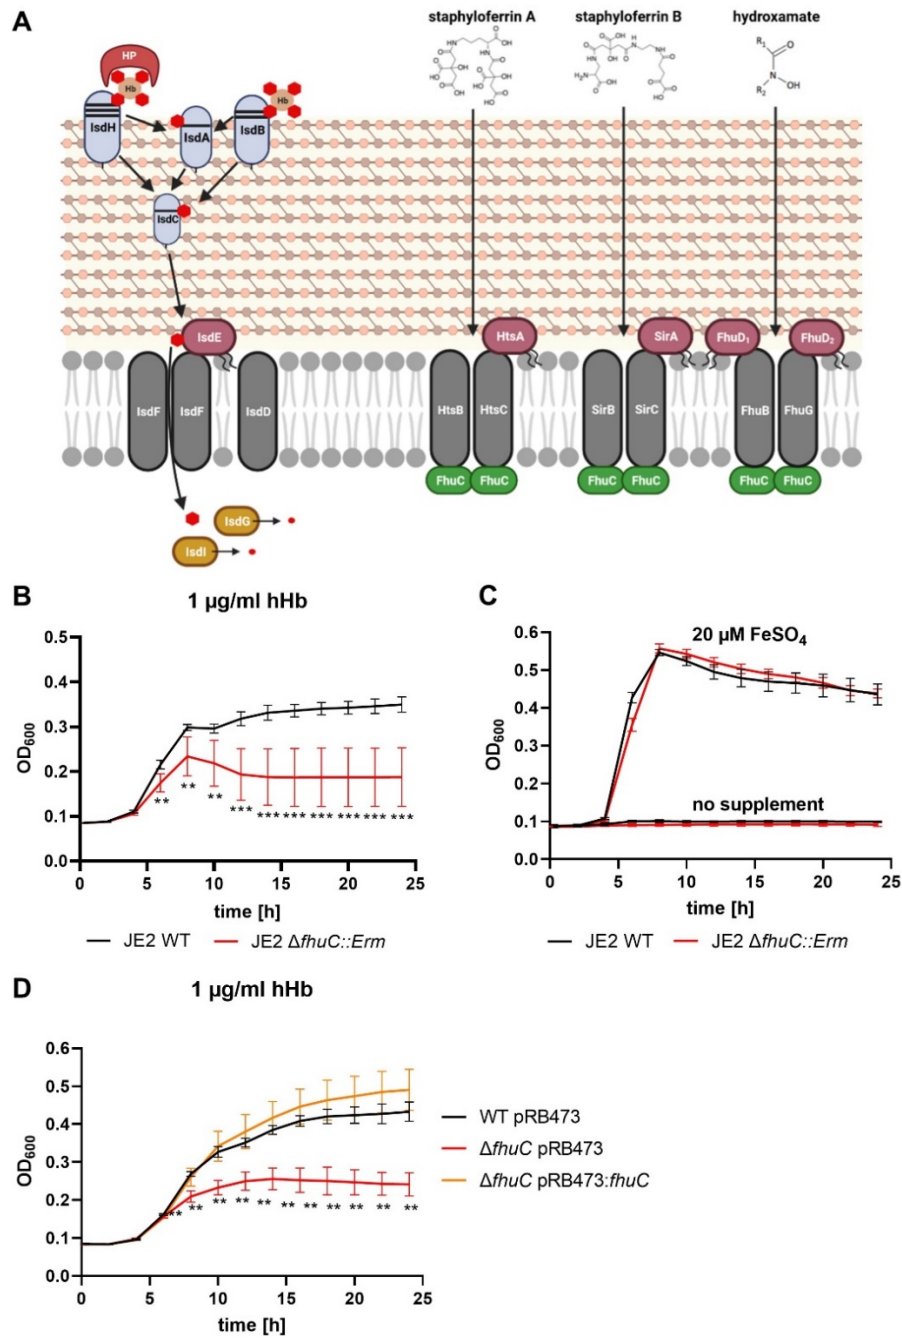 A
staphyloferrin A staphyloferrin B hydroxamate
HP
Hb
Hb
IsdH IsdA IsdB
IsdC
IsdE HtsA SirA FhuD1 FhuD2
IsdF IsdF IsdD HtsB HtsC SirB SirC FhuB FhuG
FhuC FhuC FhuC FhuC FhuC FhuC
IsdG
IsdI
B
1 µg/ml hHb
OD600
0.5
0.4
0.3
0.2
0.1
0.0
** ** ** *** *** *** *** *** *** ***
0 5 10 15 20 25
time [h]
JE2 WT JE2 ΔfhuC::Erm
C
20 µM FeSO4
no supplement
OD600
0.6
0.5
0.4
0.3
0.2
0.1
0.0
0 5 10 15 20 25
time [h]
JE2 WT JE2 ΔfhuC::Erm
D
1 µg/ml hHb
OD600
0.6
0.5
0.4
0.3
0.2
0.1
0.0
** ** ** ** ** ** ** ** ** **
0 5 10 15 20 25
time [h]
WT pRB473
ΔfhuC pRB473
ΔfhuC pRB473:fhuC